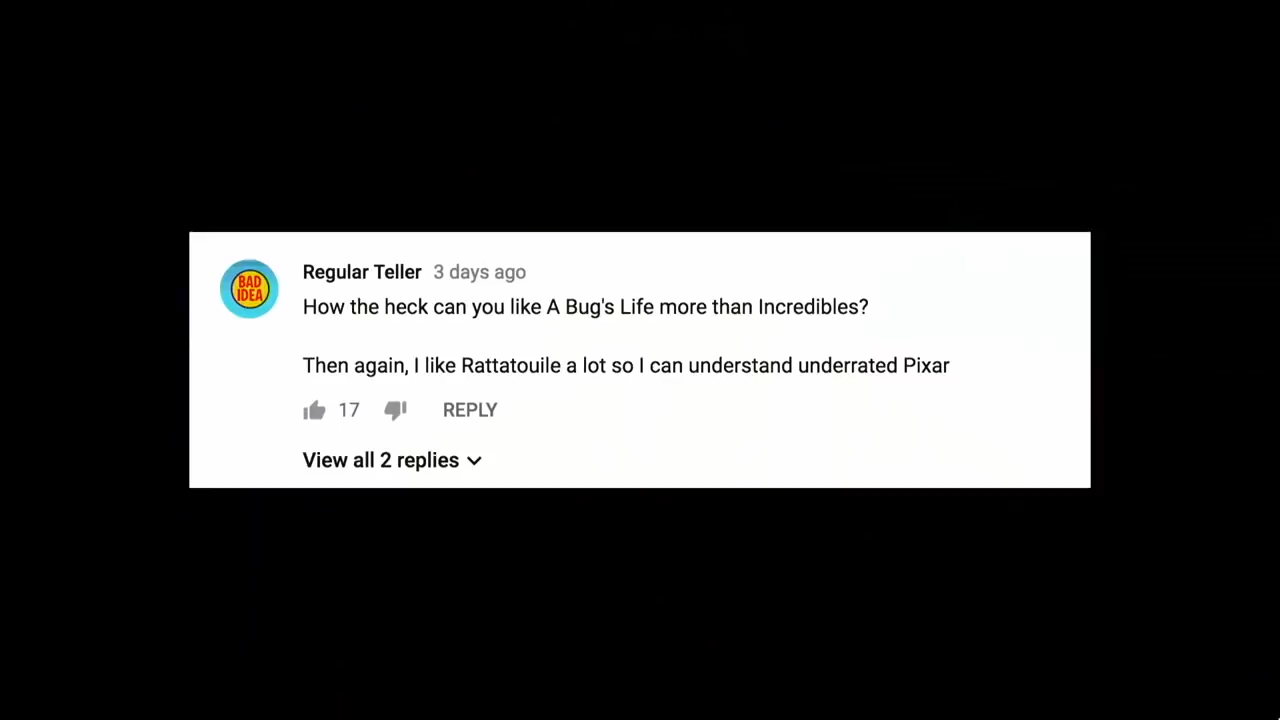 BAD
IDEA
Regular Teller 3 days ago
How the heck can you like A Bug's Life more than Incredibles?
Then again, I like Rattatouile a lot so I can understand underrated Pixar
17 REPLY
View all 2 replies